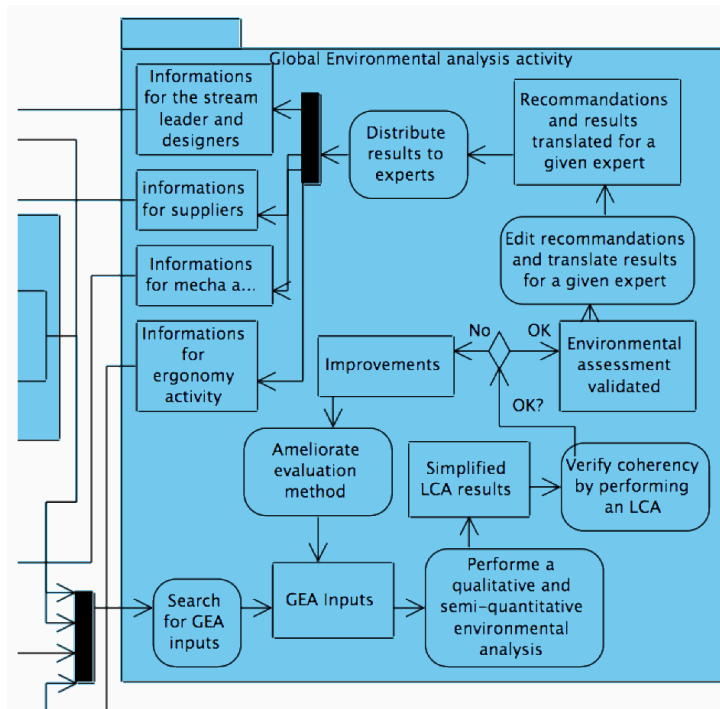 Global Environmental analysis activity
Informations
for the stream
leader and
designers
Distribute
results to
experts
Recommandations
and results
translated for a
given expert
informations
for suppliers
Edit recommandations
and translate results
for a given expert
Informations
for mecha a...
Informations
for
ergonomy
activity
No
OK
Improvements
Environmental
assessment
validated
OK?
Ameliorate
evaluation
method
Simplified
LCA results
Verify coherency
by performing
an LCA
Search
for GEA
inputs
GEA Inputs
Performe a
qualitative and
semi-quantitative
environmental
analysis